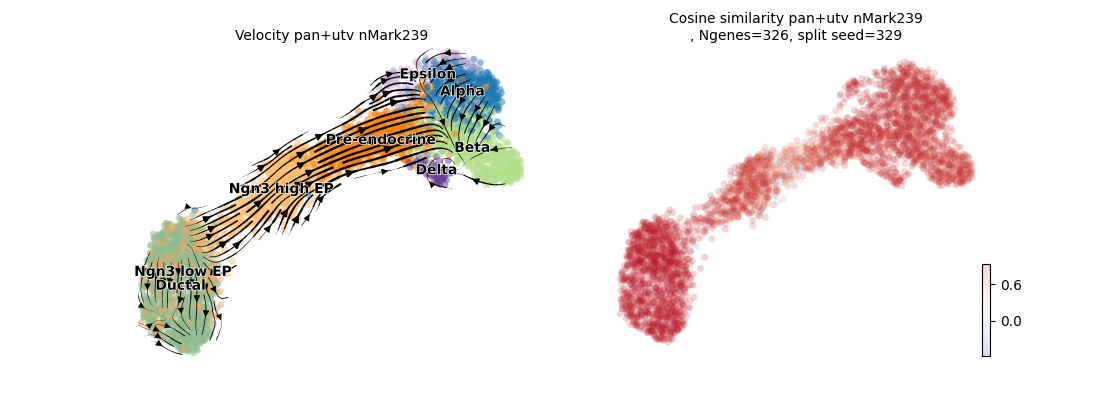 Velocity pan+utv nMark239
Cosine similarity pan+utv nMark239
, Ngenes=326, split seed=329
Epsilon
Alpha
Pre-endocrine
Beta
Delta
Ngn3 high EP
Ngn3 low EP
Ductal
0.6
0.0